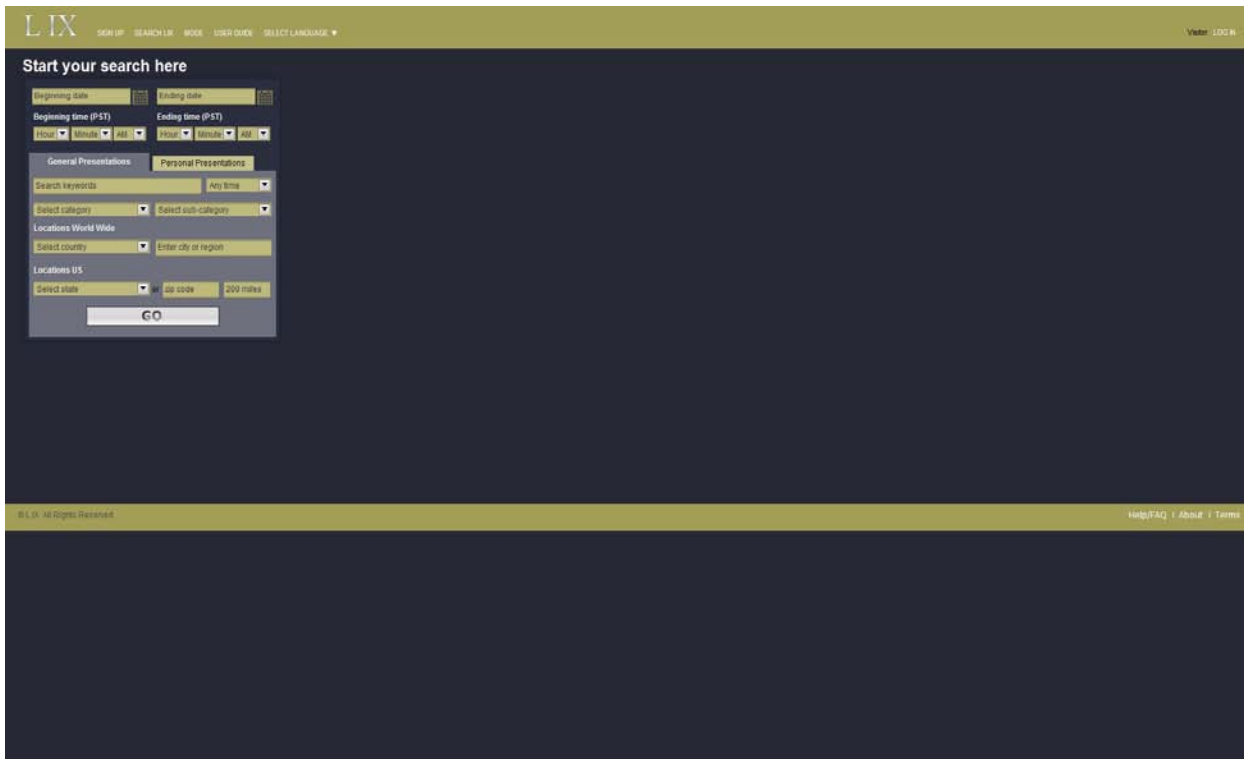 L IX SIGN UP SEARCH LIX MODE USER GUIDE SELECT LANGUAGE ▼ Visitor LOG IN
Start your search here
Beginning date Ending date
Beginning time (PST) Ending time (PST)
Hour Minute AM Hour Minute AM
General Presentations Personal Presentations
Search keywords Any time
Select category Select sub-category
Locations World Wide
Select country Enter city or region
Locations US
Select state or zip code 200 miles
GO
© L IX All Rights Reserved
Help/FAQ | About | Terms